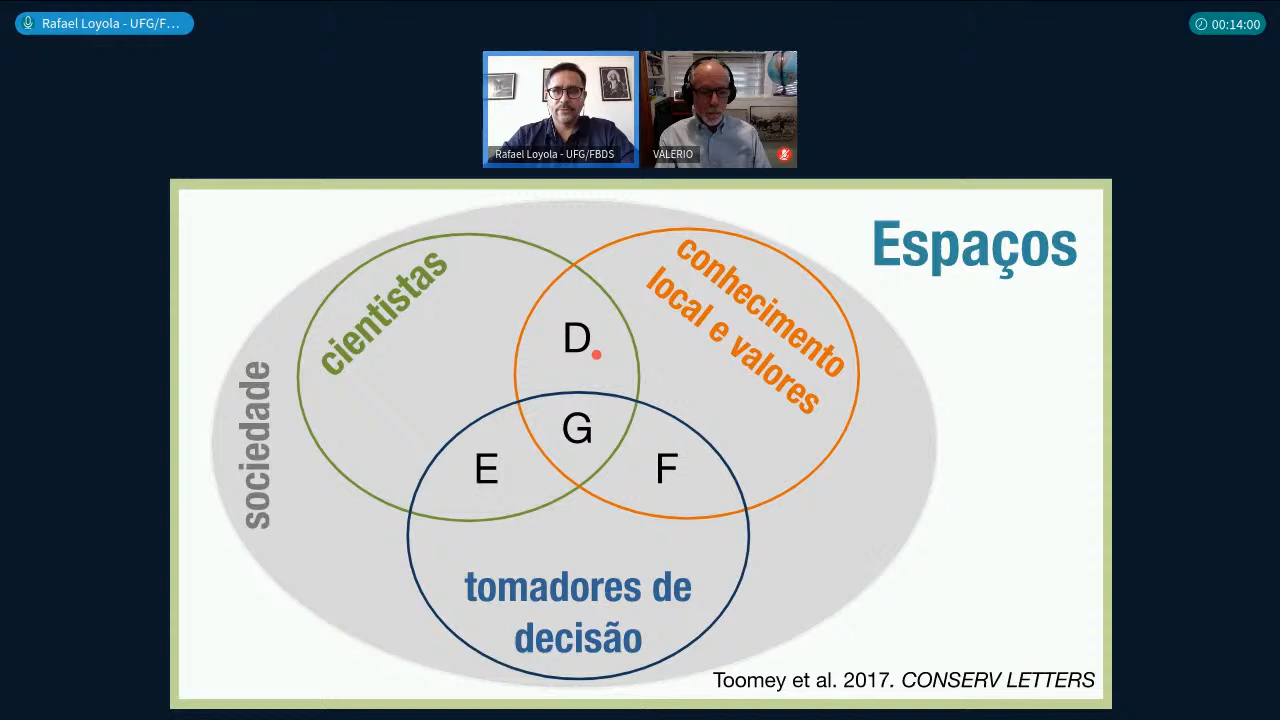 Rafael Loyola - UFG/F...
00:14:00
Rafael Loyola - UFG/FBDS
VALERIO
Espaços
cientistas
conhecimento
local e valores
sociedade
D
G
E
F
tomadores de
decisão
Toomey et al. 2017. CONSERV LETTERS